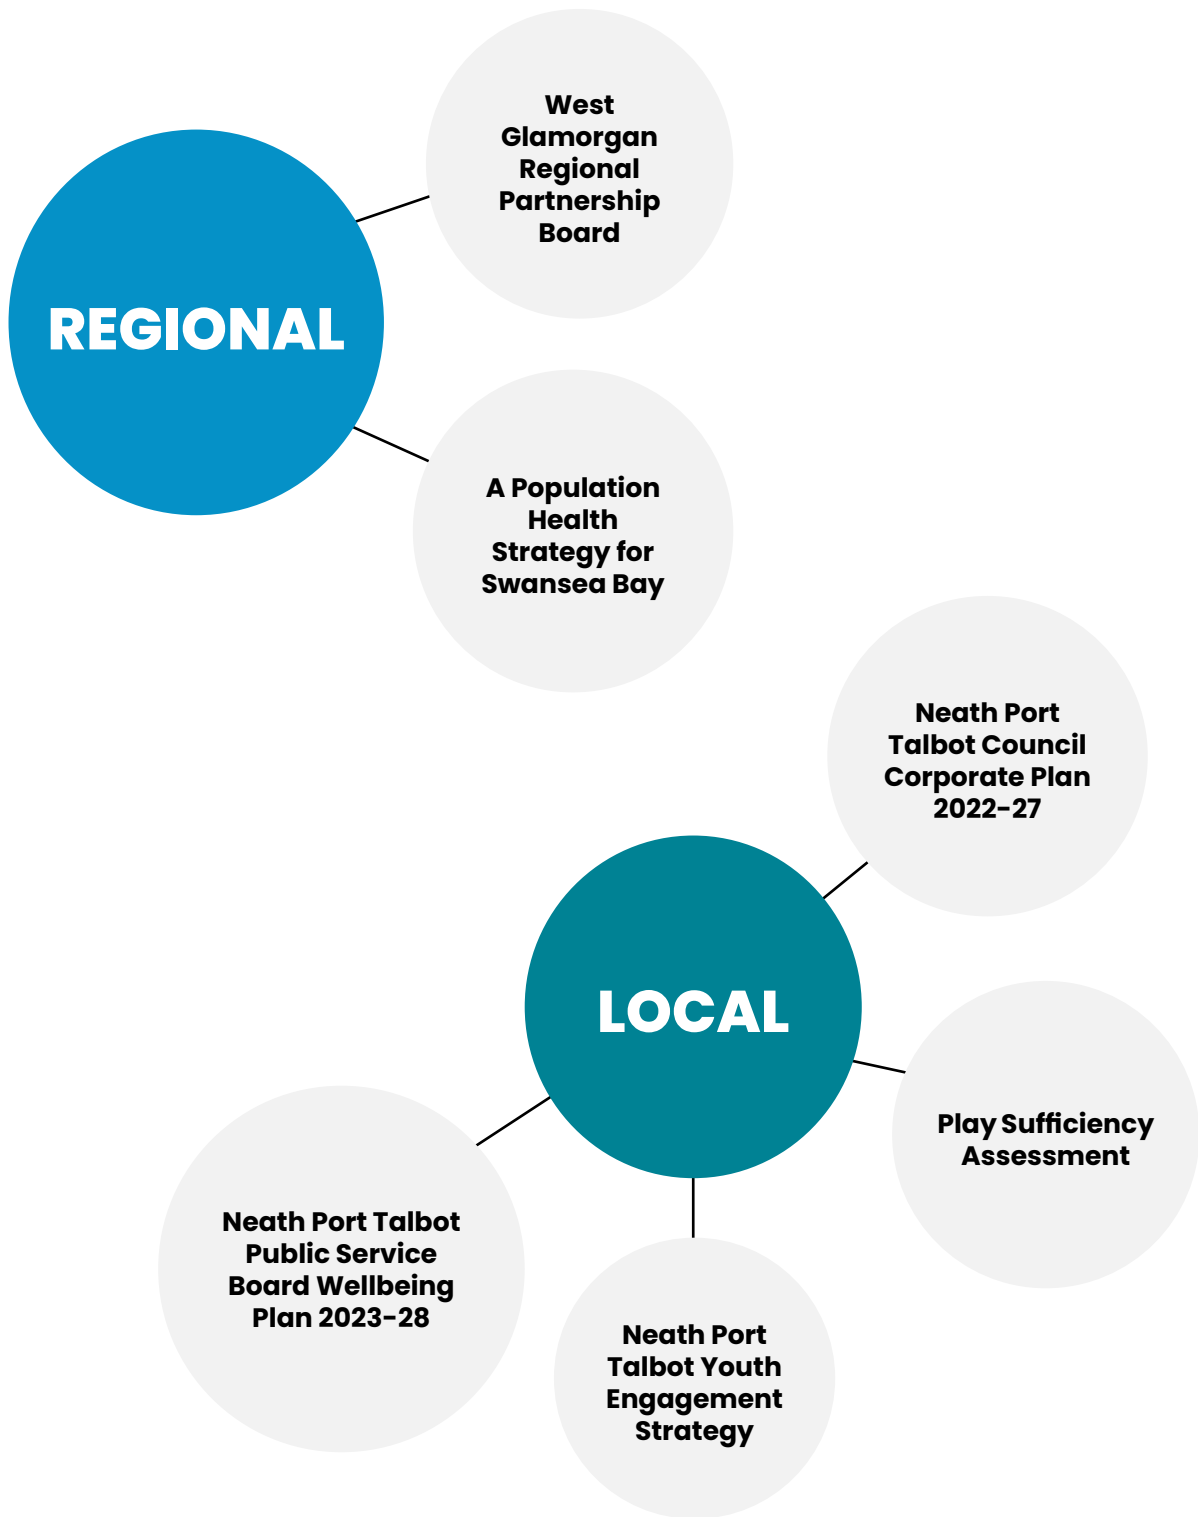 West
Glamorgan
Regional
Partnership
Board
REGIONAL
A Population
Health
Strategy for
Swansea Bay
Neath Port
Talbot Council
Corporate Plan
2022-27
LOCAL
Play Sufficiency
Assessment
Neath Port Talbot
Public Service
Board Wellbeing
Plan 2023-28
Neath Port
Talbot Youth
Engagement
Strategy